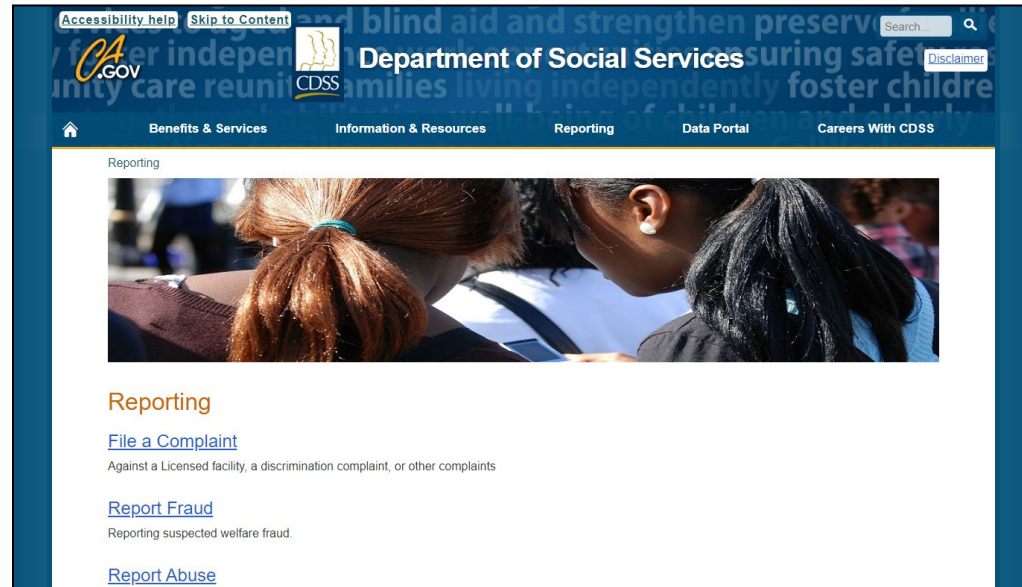 Accessibility help Skip to Content
Search...
CA
.GOV
CDSS
Department of Social Services
Disclaimer
Benefits & Services Information & Resources Reporting Data Portal Careers With CDSS
Reporting
Reporting
File a Complaint
Against a Licensed facility, a discrimination complaint, or other complaints
Report Fraud
Reporting suspected welfare fraud.
Report Abuse